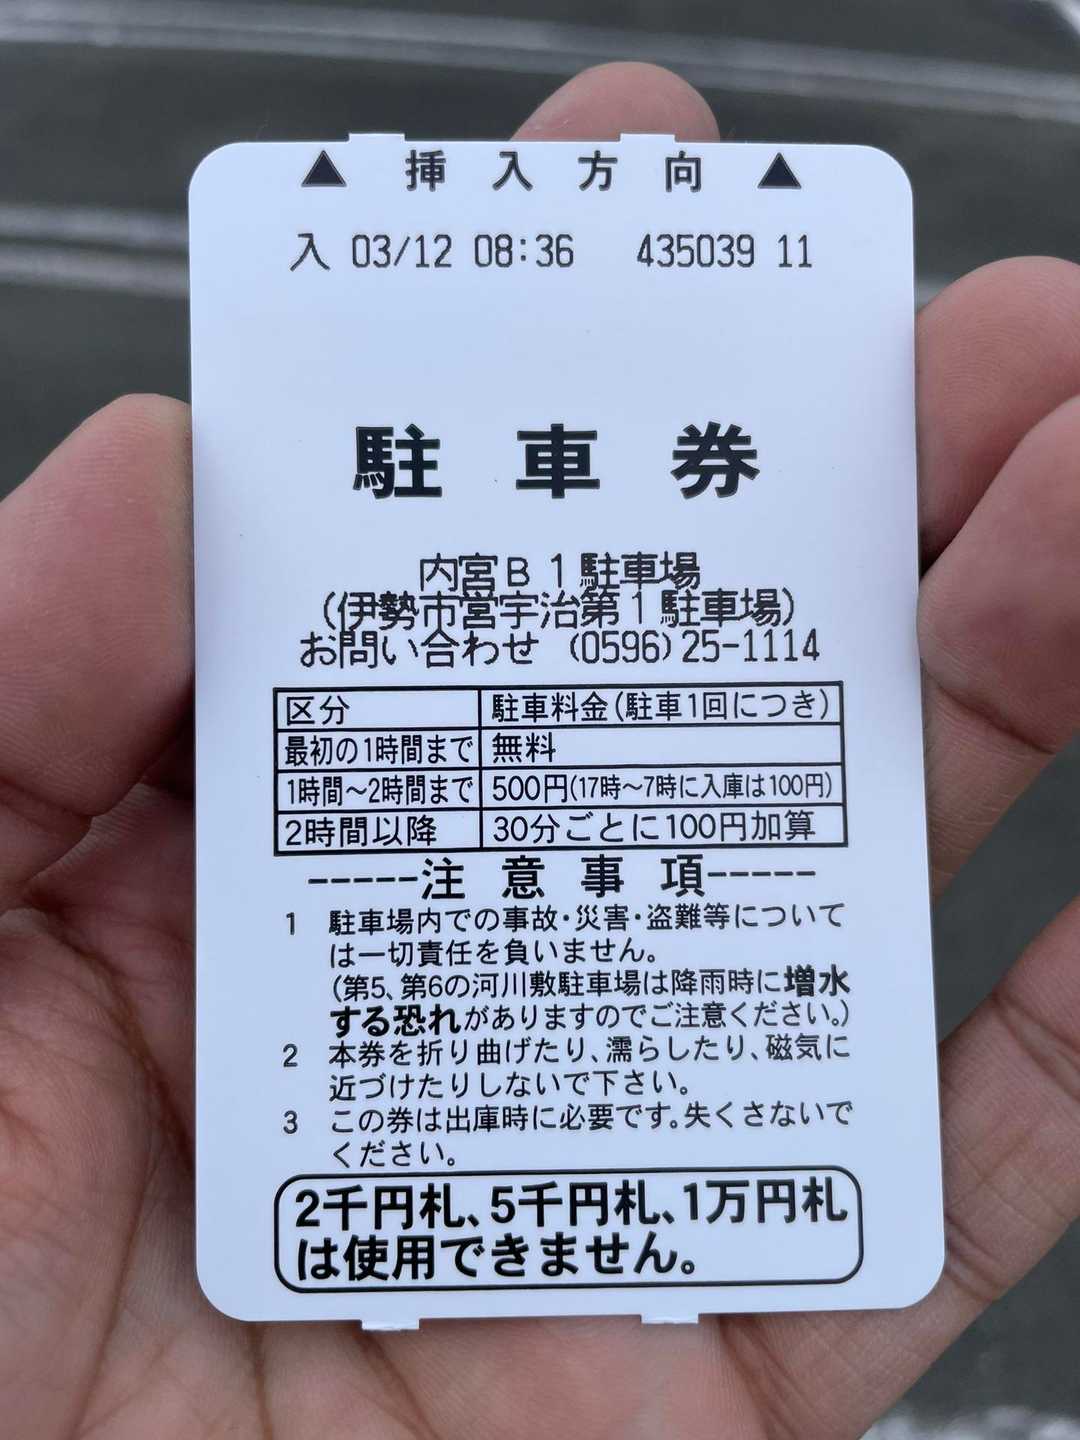 ▲ 挿入方向 ▲
入 03/12 08:36 435039 11
駐車券
内宮B1駐車場
(伊勢市営宇治第1駐車場)
お問い合わせ (0596)25-1114
区分 駐車料金(駐車1回につき)
最初の1時間まで 無料
1時間～2時間まで 500円(17時～7時に入庫は100円)
2時間以降 30分ごとに100円加算
-----注意事項-----
1 駐車場内での事故・災害・盗難等について
は一切責任を負いません。
(第5、第6の河川敷駐車場は降雨時に増水
する恐れがありますのでご注意ください。)
2 本券を折り曲げたり、濡らしたり、磁気に
近づけたりしないで下さい。
3 この券は出庫時に必要です。失くさないで
ください。
2千円札、5千円札、1万円札
は使用できません。